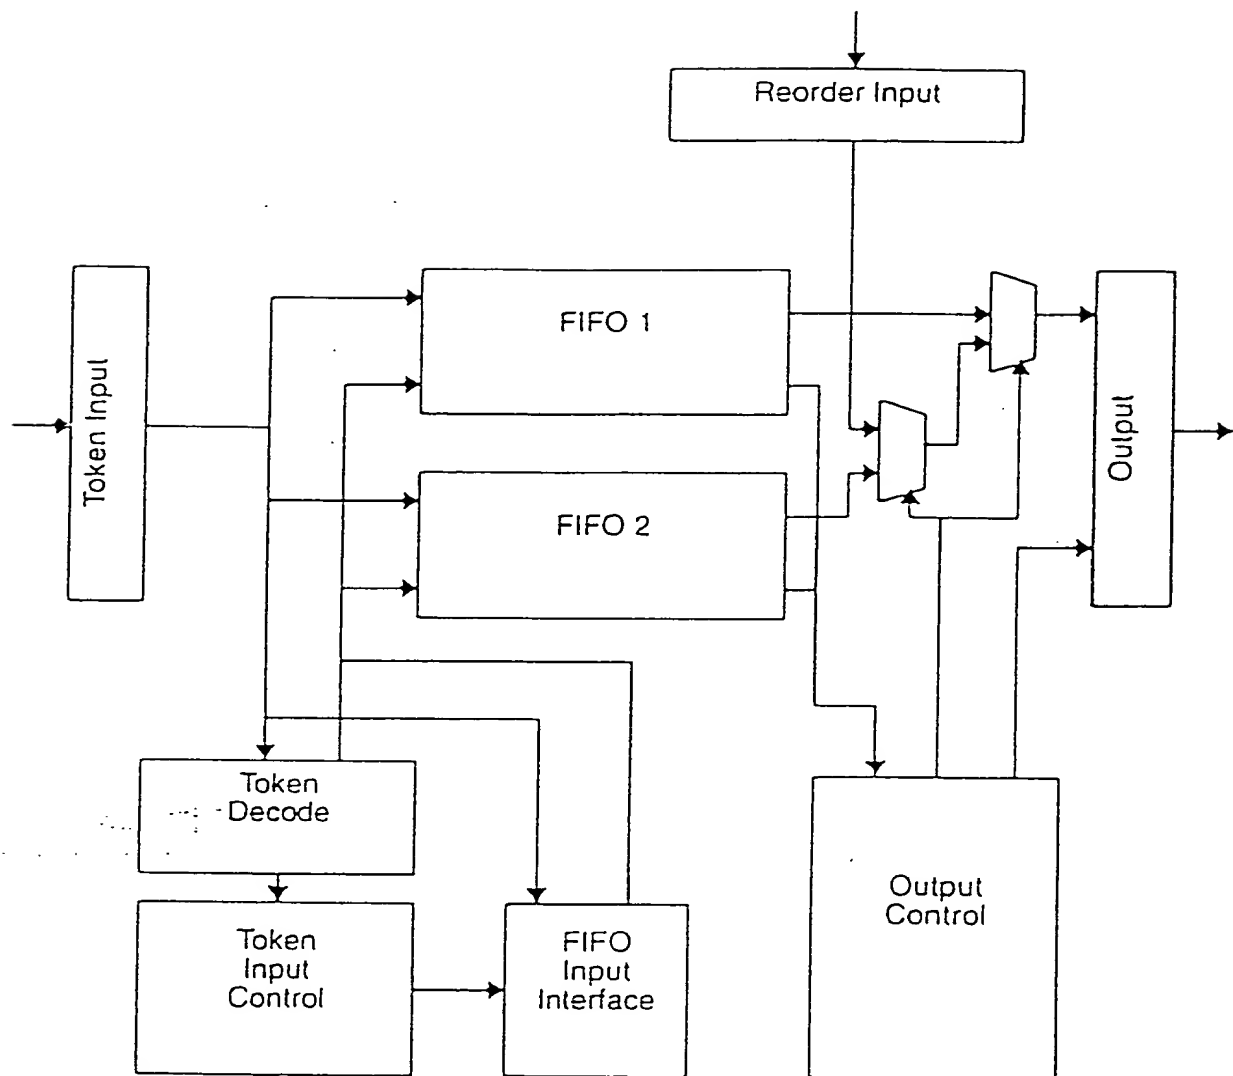 Reorder Input
Token Input
FIFO 1
Output
FIFO 2
Token
Decode
Token
Input
Control
FIFO
Input
Interface
Output
Control